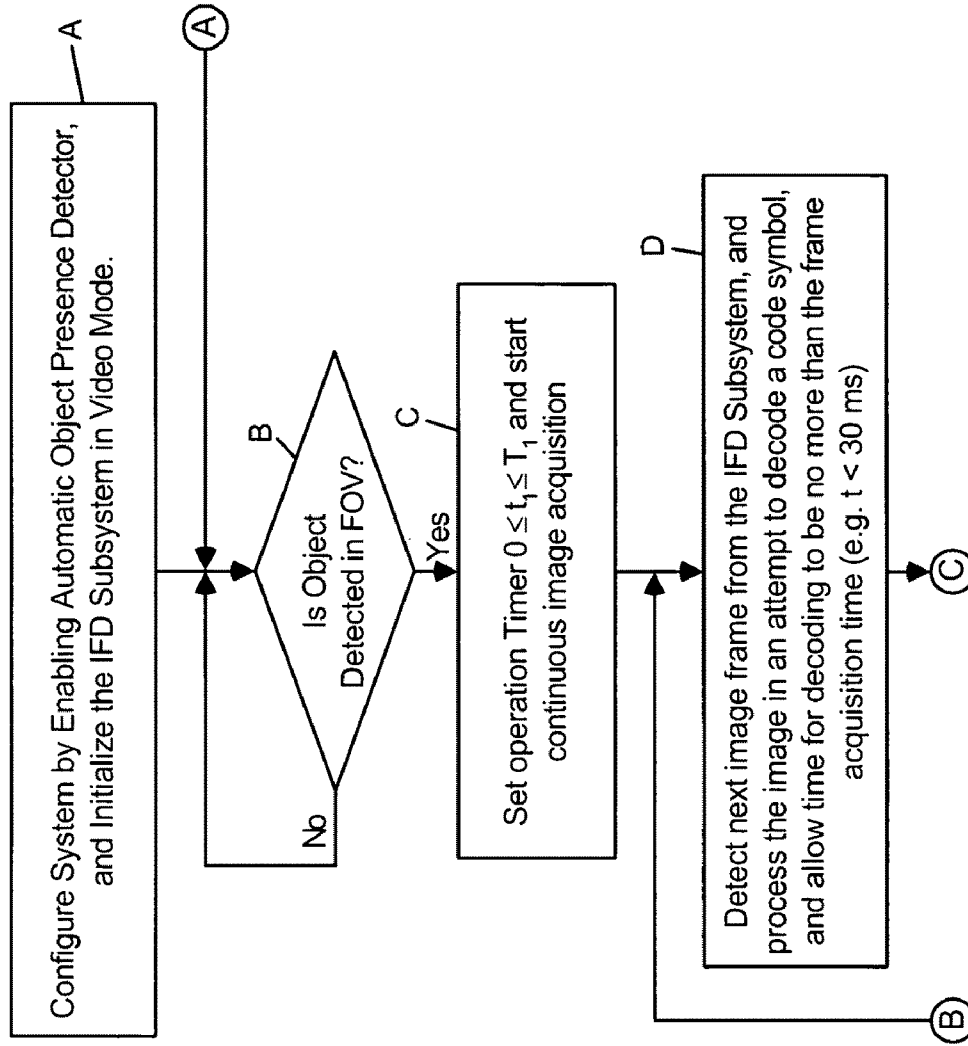 Configure System by Enabling Automatic Object Presence Detector,
and Initialize the IFD Subsystem in Video Mode.
A
A
Is Object
Detected in FOV?
B
No
Yes
Set operation Timer 0 ≤ t₁ ≤ T₁ and start
continuous image acquisition
C
Detect next image frame from the IFD Subsystem, and
process the image in an attempt to decode a code symbol,
and allow time for decoding to be no more than the frame
acquisition time (e.g. t < 30 ms)
D
B
C